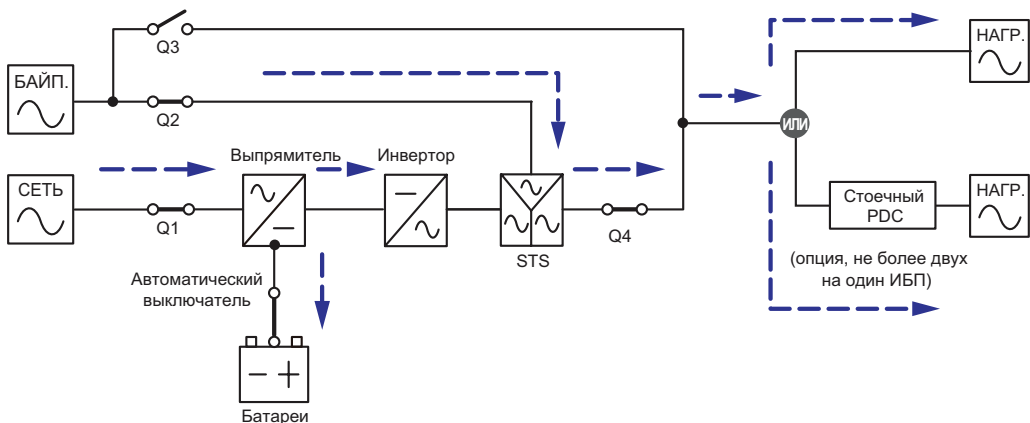 Q3
НАГР.
БАЙП.
Q2
ИЛИ
Выпрямитель
Инвертор
СЕТЬ
Стоечный
PDC
НАГР.
Q1
Q4
STS
(опция, не более двух
на один ИБП)
Автоматический
выключатель
Батареи